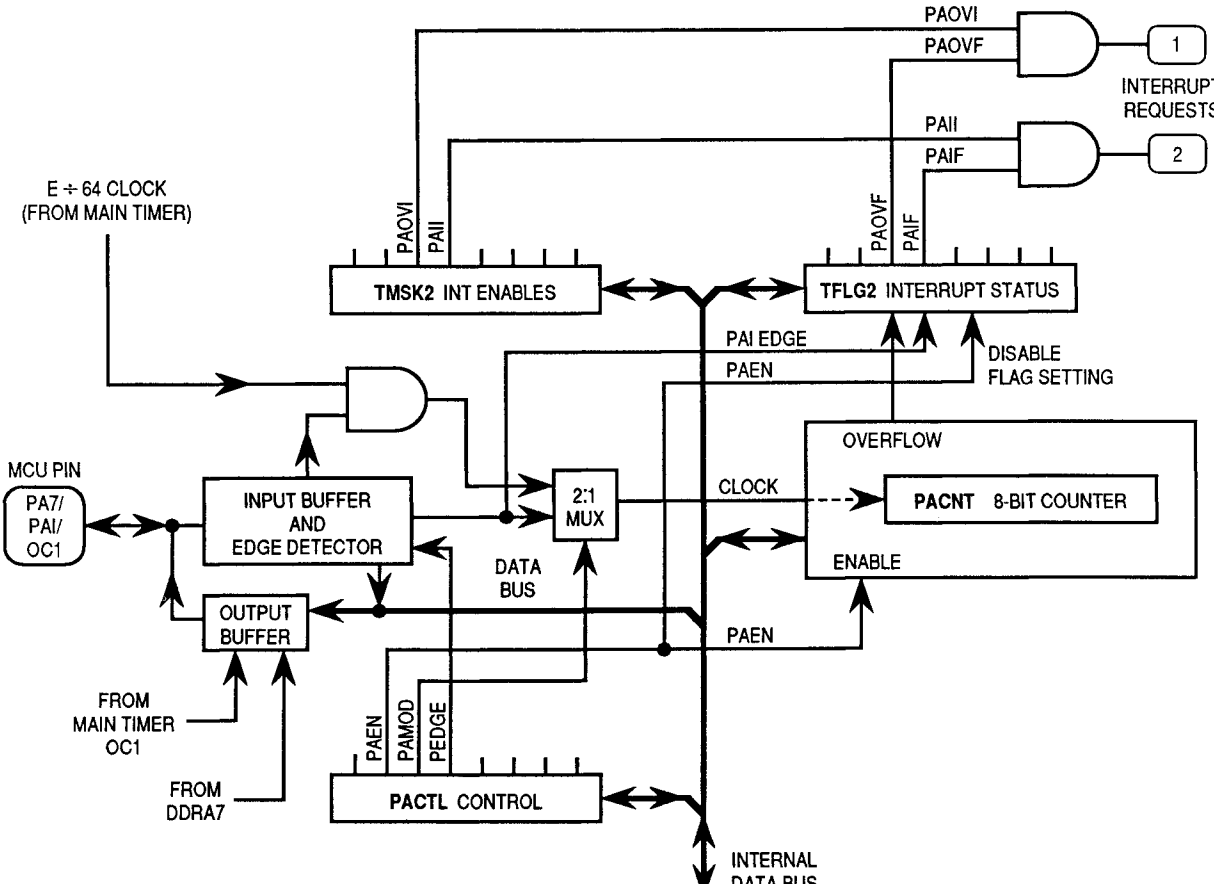 PAOVI
PAOVF
1
INTERRUPT
REQUESTS
PAII
PAIF
2
E ÷ 64 CLOCK
(FROM MAIN TIMER)
PAOVI
PAII
PAOVF
PAIF
TMSK2 INT ENABLES
TFLG2 INTERRUPT STATUS
PAI EDGE
PAEN
DISABLE
FLAG SETTING
OVERFLOW
MCU PIN
PA7/
PAI/
OC1
INPUT BUFFER
AND
EDGE DETECTOR
2:1
MUX
CLOCK
PACNT 8-BIT COUNTER
DATA
BUS
ENABLE
OUTPUT
BUFFER
PAEN
FROM
MAIN TIMER
OC1
PAEN
PAMOD
PEDGE
FROM
DDRA7
PACTL CONTROL
INTERNAL
DATA BUS